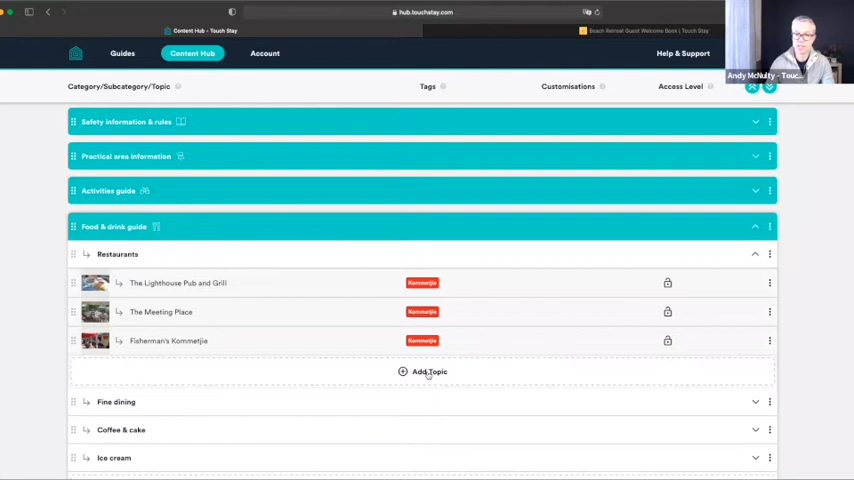 hub.touchstay.com
Content Hub - Touch Stay
Beach Retreat Guest Welcome Book | Touch Stay
Guides
Content Hub
Account
Help & Support
Andy McNulty - Touc...
Category/Subcategory/Topic
Tags
Customisations
Access Level
Safety information & rules
Practical area information
Activities guide
Food & drink guide
Restaurants
The Lighthouse Pub and Grill
Kommetjie
The Meeting Place
Kommetjie
Fisherman's Kommetjie
Kommetjie
Add Topic
Fine dining
Coffee & cake
Ice cream